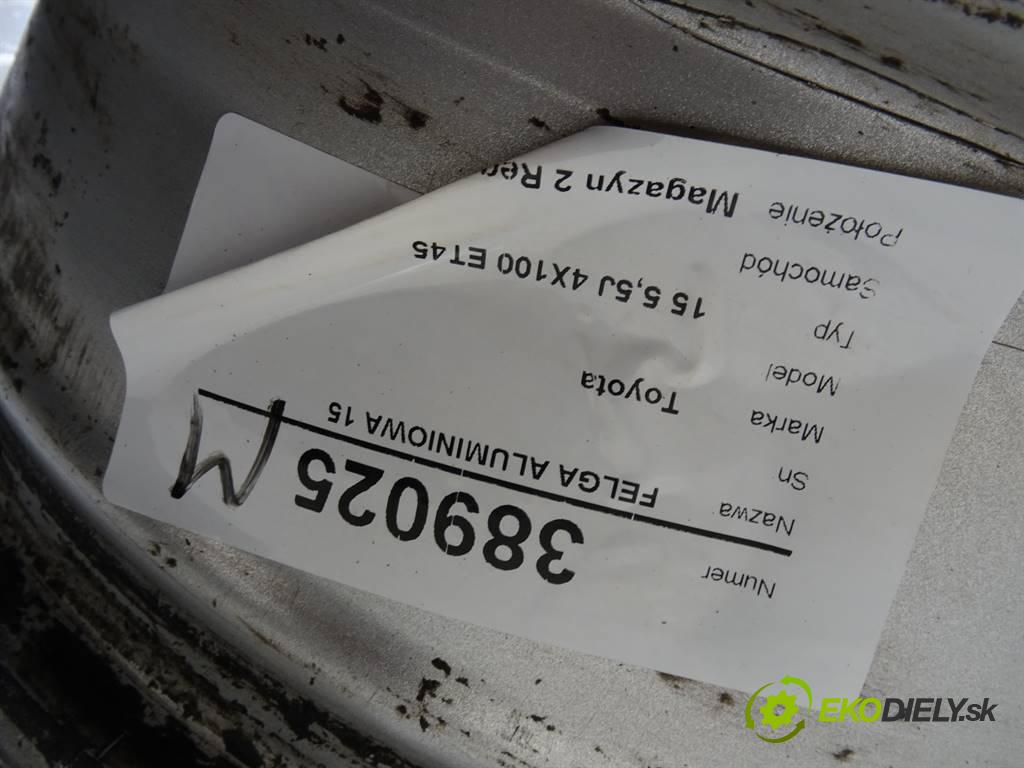 Numer 389025 M
Nazwa FELGA ALUMINIOWA 15
Sn
Marka Toyota
Model
Typ 15 5,5J 4X100 ET45
Samochód
Położenie Magazyn 2
EKODIELY.sk